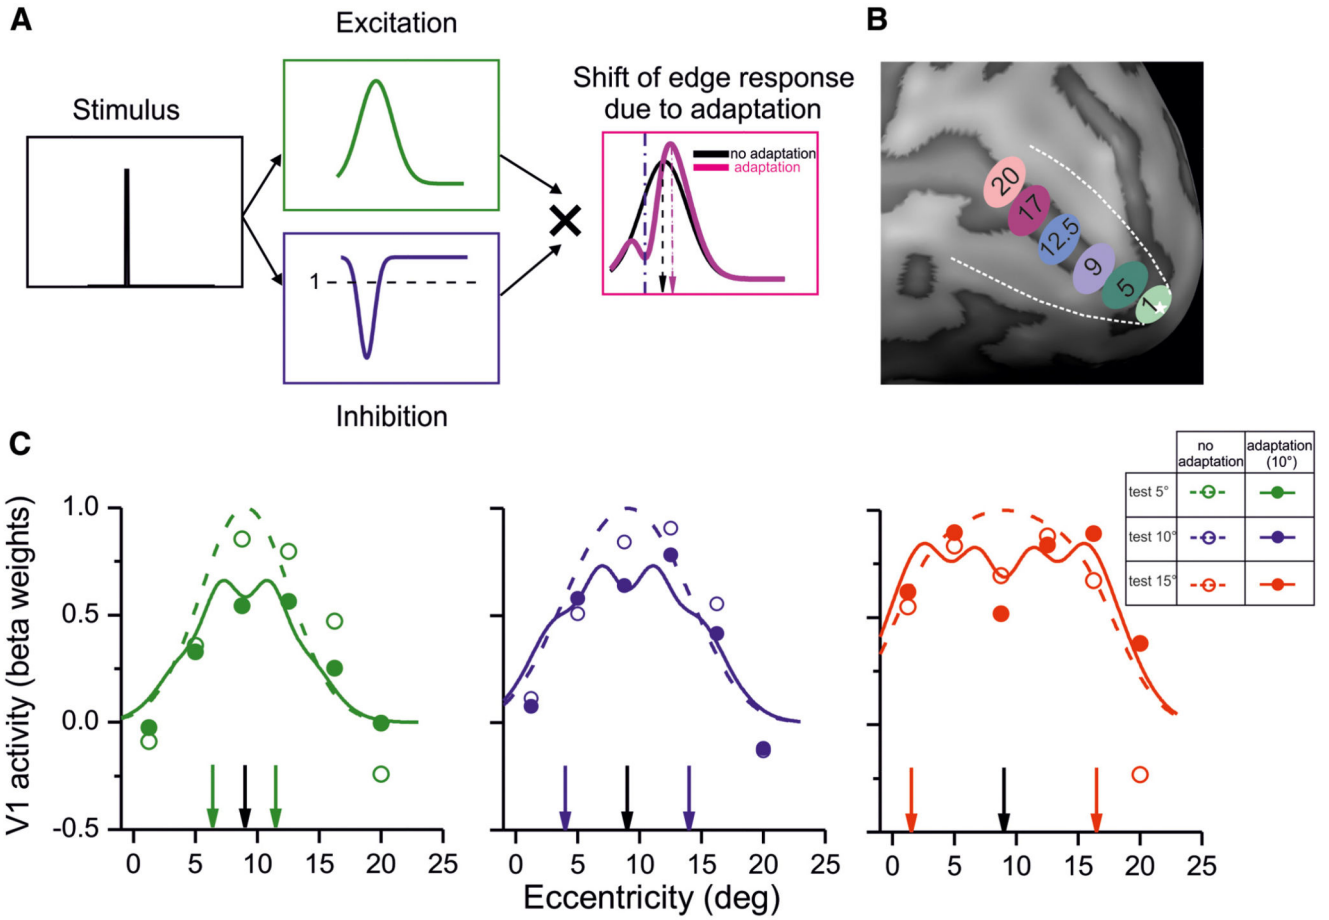 A
Excitation
Stimulus
Shift of edge response
due to adaptation
no adaptation
adaptation
1
Inhibition
B
20
17
12.5
9
5
1
C
no
adaptation
adaptation
(10°)
test 5°
test 10°
test 15°
V1 activity (beta weights)
1.0
0.5
0.0
-0.5
0 5 10 15 20 25
0 5 10 15 20 25
0 5 10 15 20 25
Eccentricity (deg)